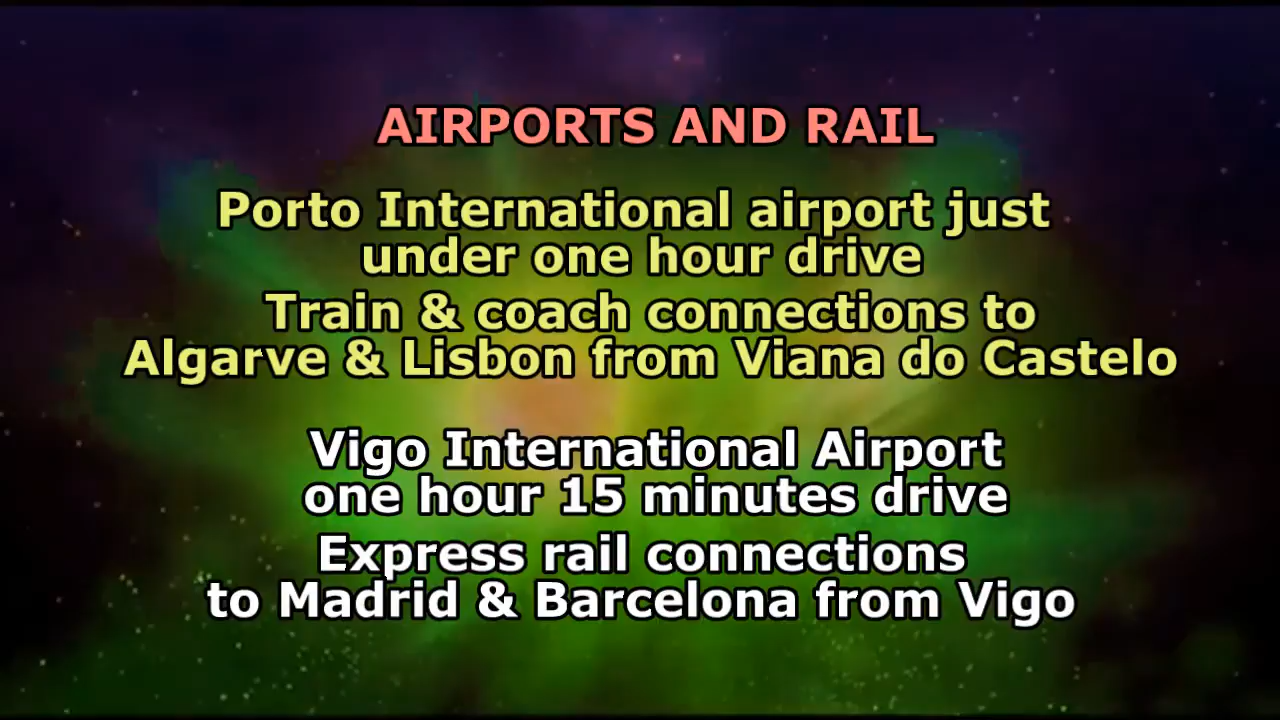 AIRPORTS AND RAIL
Porto International airport just
under one hour drive
Train & coach connections to
Algarve & Lisbon from Viana do Castelo
Vigo International Airport
one hour 15 minutes drive
Express rail connections
to Madrid & Barcelona from Vigo